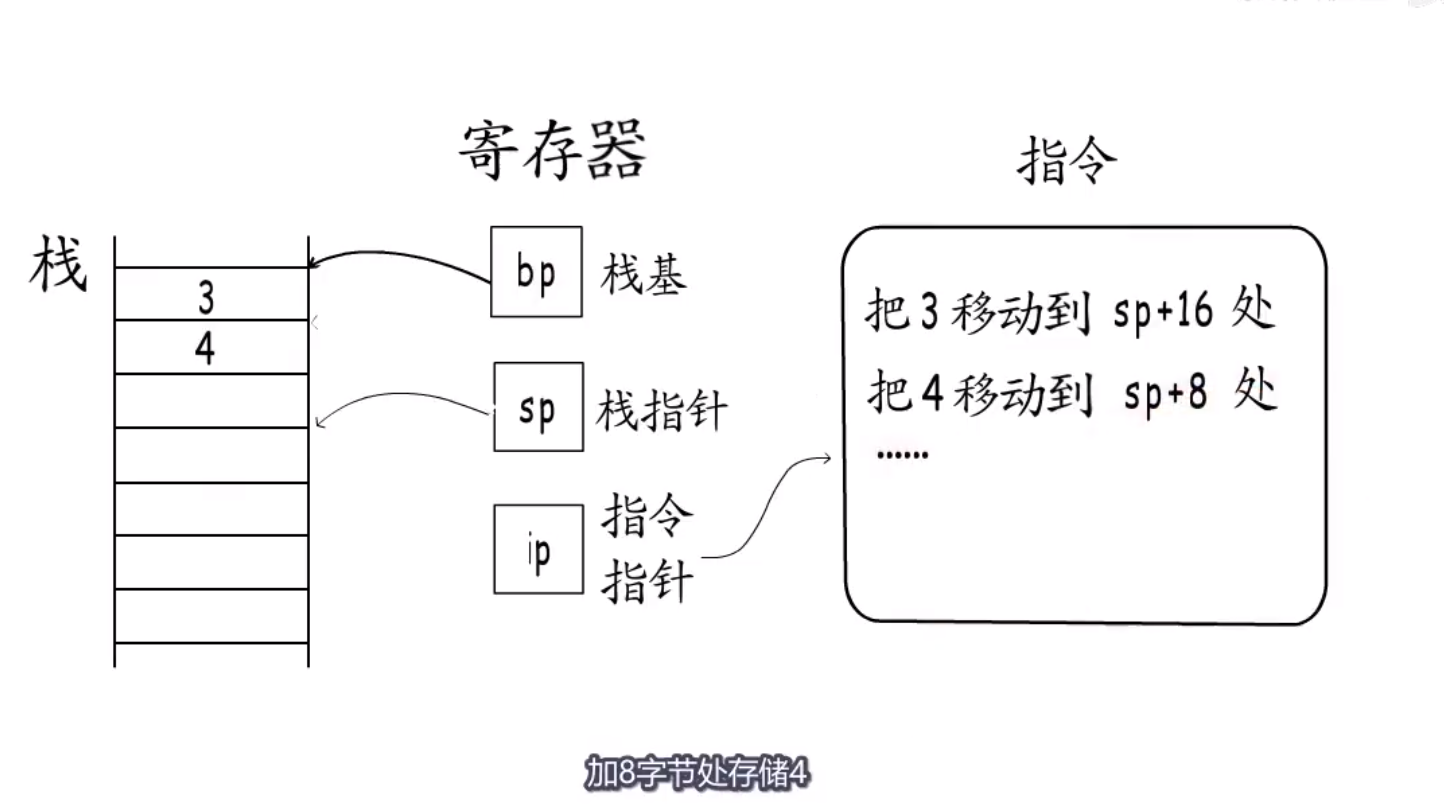 寄存器
指令
栈
3
4
bp 栈基
sp 栈指针
ip 指令
指针
把3移动到 sp+16 处
把4移动到 sp+8 处
......
加8字节处存储4